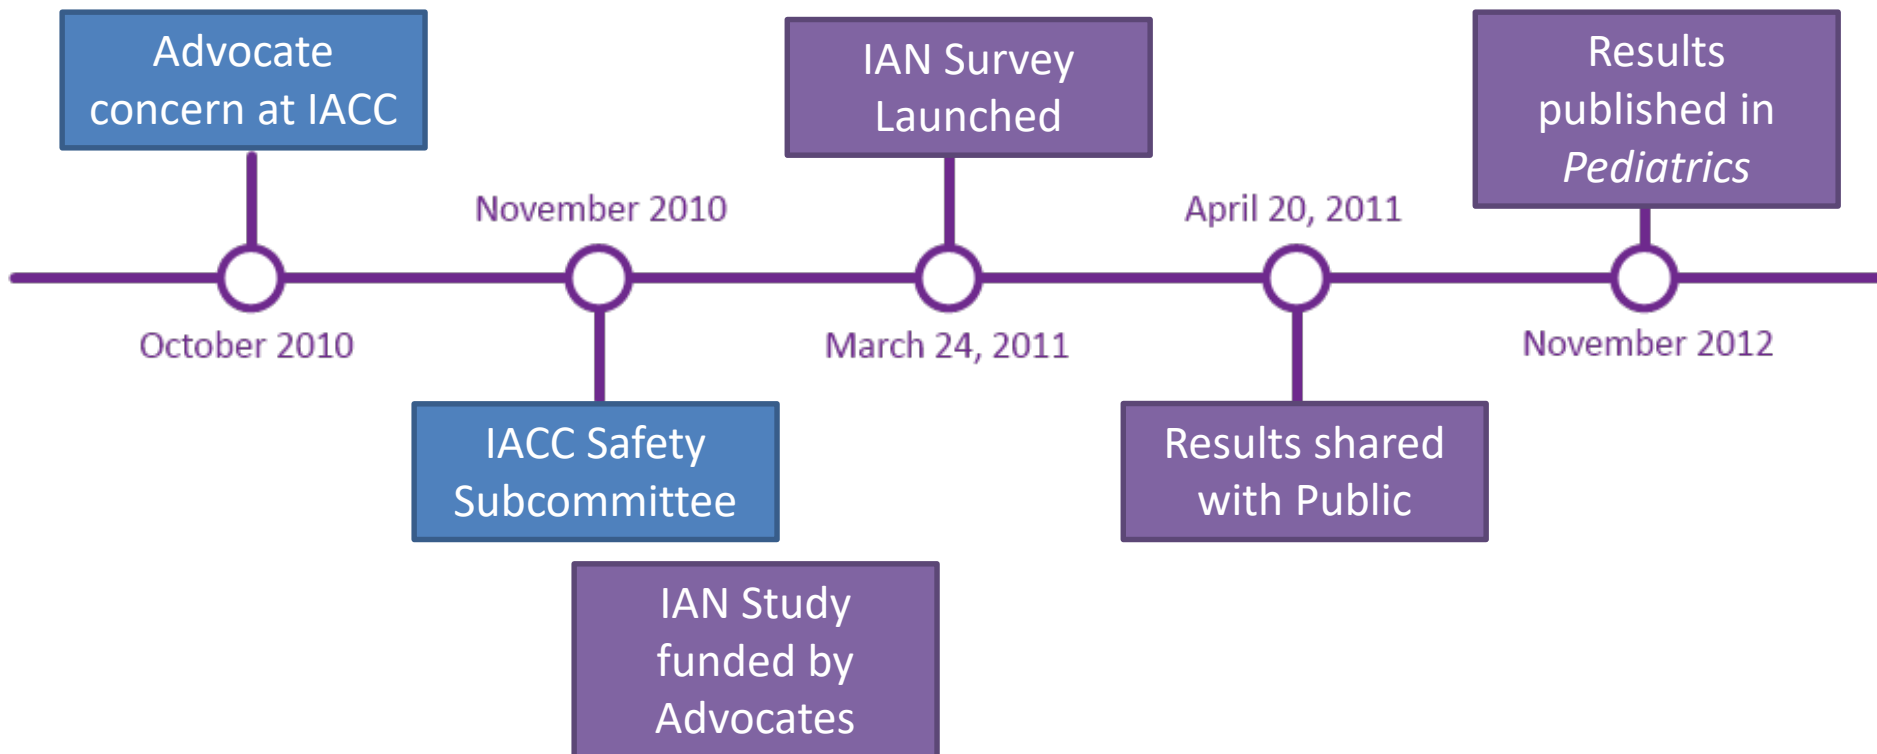 Advocate
concern at IACC
October 2010
November 2010
IACC Safety
Subcommittee
IAN Study
funded by
Advocates
IAN Survey
Launched
March 24, 2011
April 20, 2011
Results shared
with Public
Results
published in
Pediatrics
November 2012